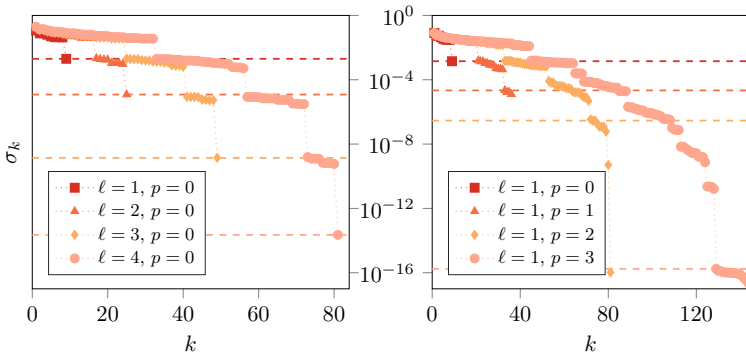 10^0
10^−4
10^−8
10^−12
10^−16
σ_k
ℓ = 1, p = 0
ℓ = 2, p = 0
ℓ = 3, p = 0
ℓ = 4, p = 0
0 20 40 60 80
k
ℓ = 1, p = 0
ℓ = 1, p = 1
ℓ = 1, p = 2
ℓ = 1, p = 3
0 40 80 120
k